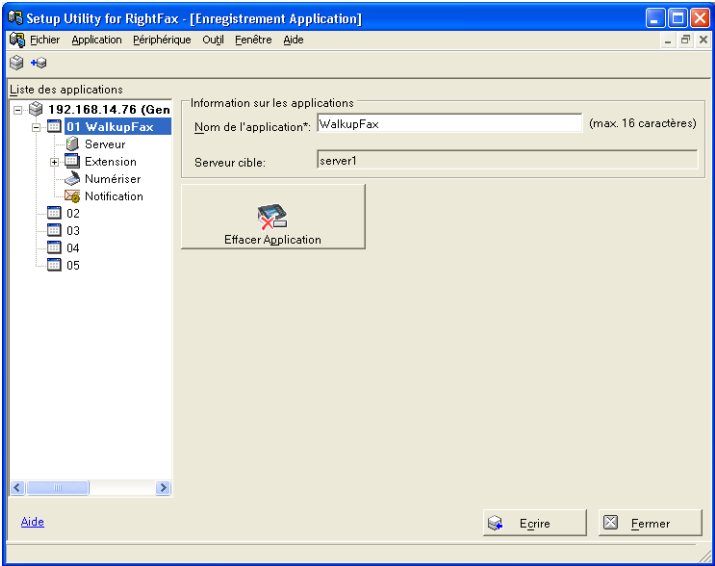 Setup Utility for RightFax - [Enregistrement Application]
Fichier Application Périphérique Outil Fenêtre Aide
Liste des applications
192.168.14.76 (Gen
01 WalkupFax
Serveur
Extension
Numériser
Notification
02
03
04
05
Information sur les applications
Nom de l'application*: WalkupFax (max. 16 caractères)
Serveur cible: server1
Effacer Application
Aide
Ecrire
Fermer